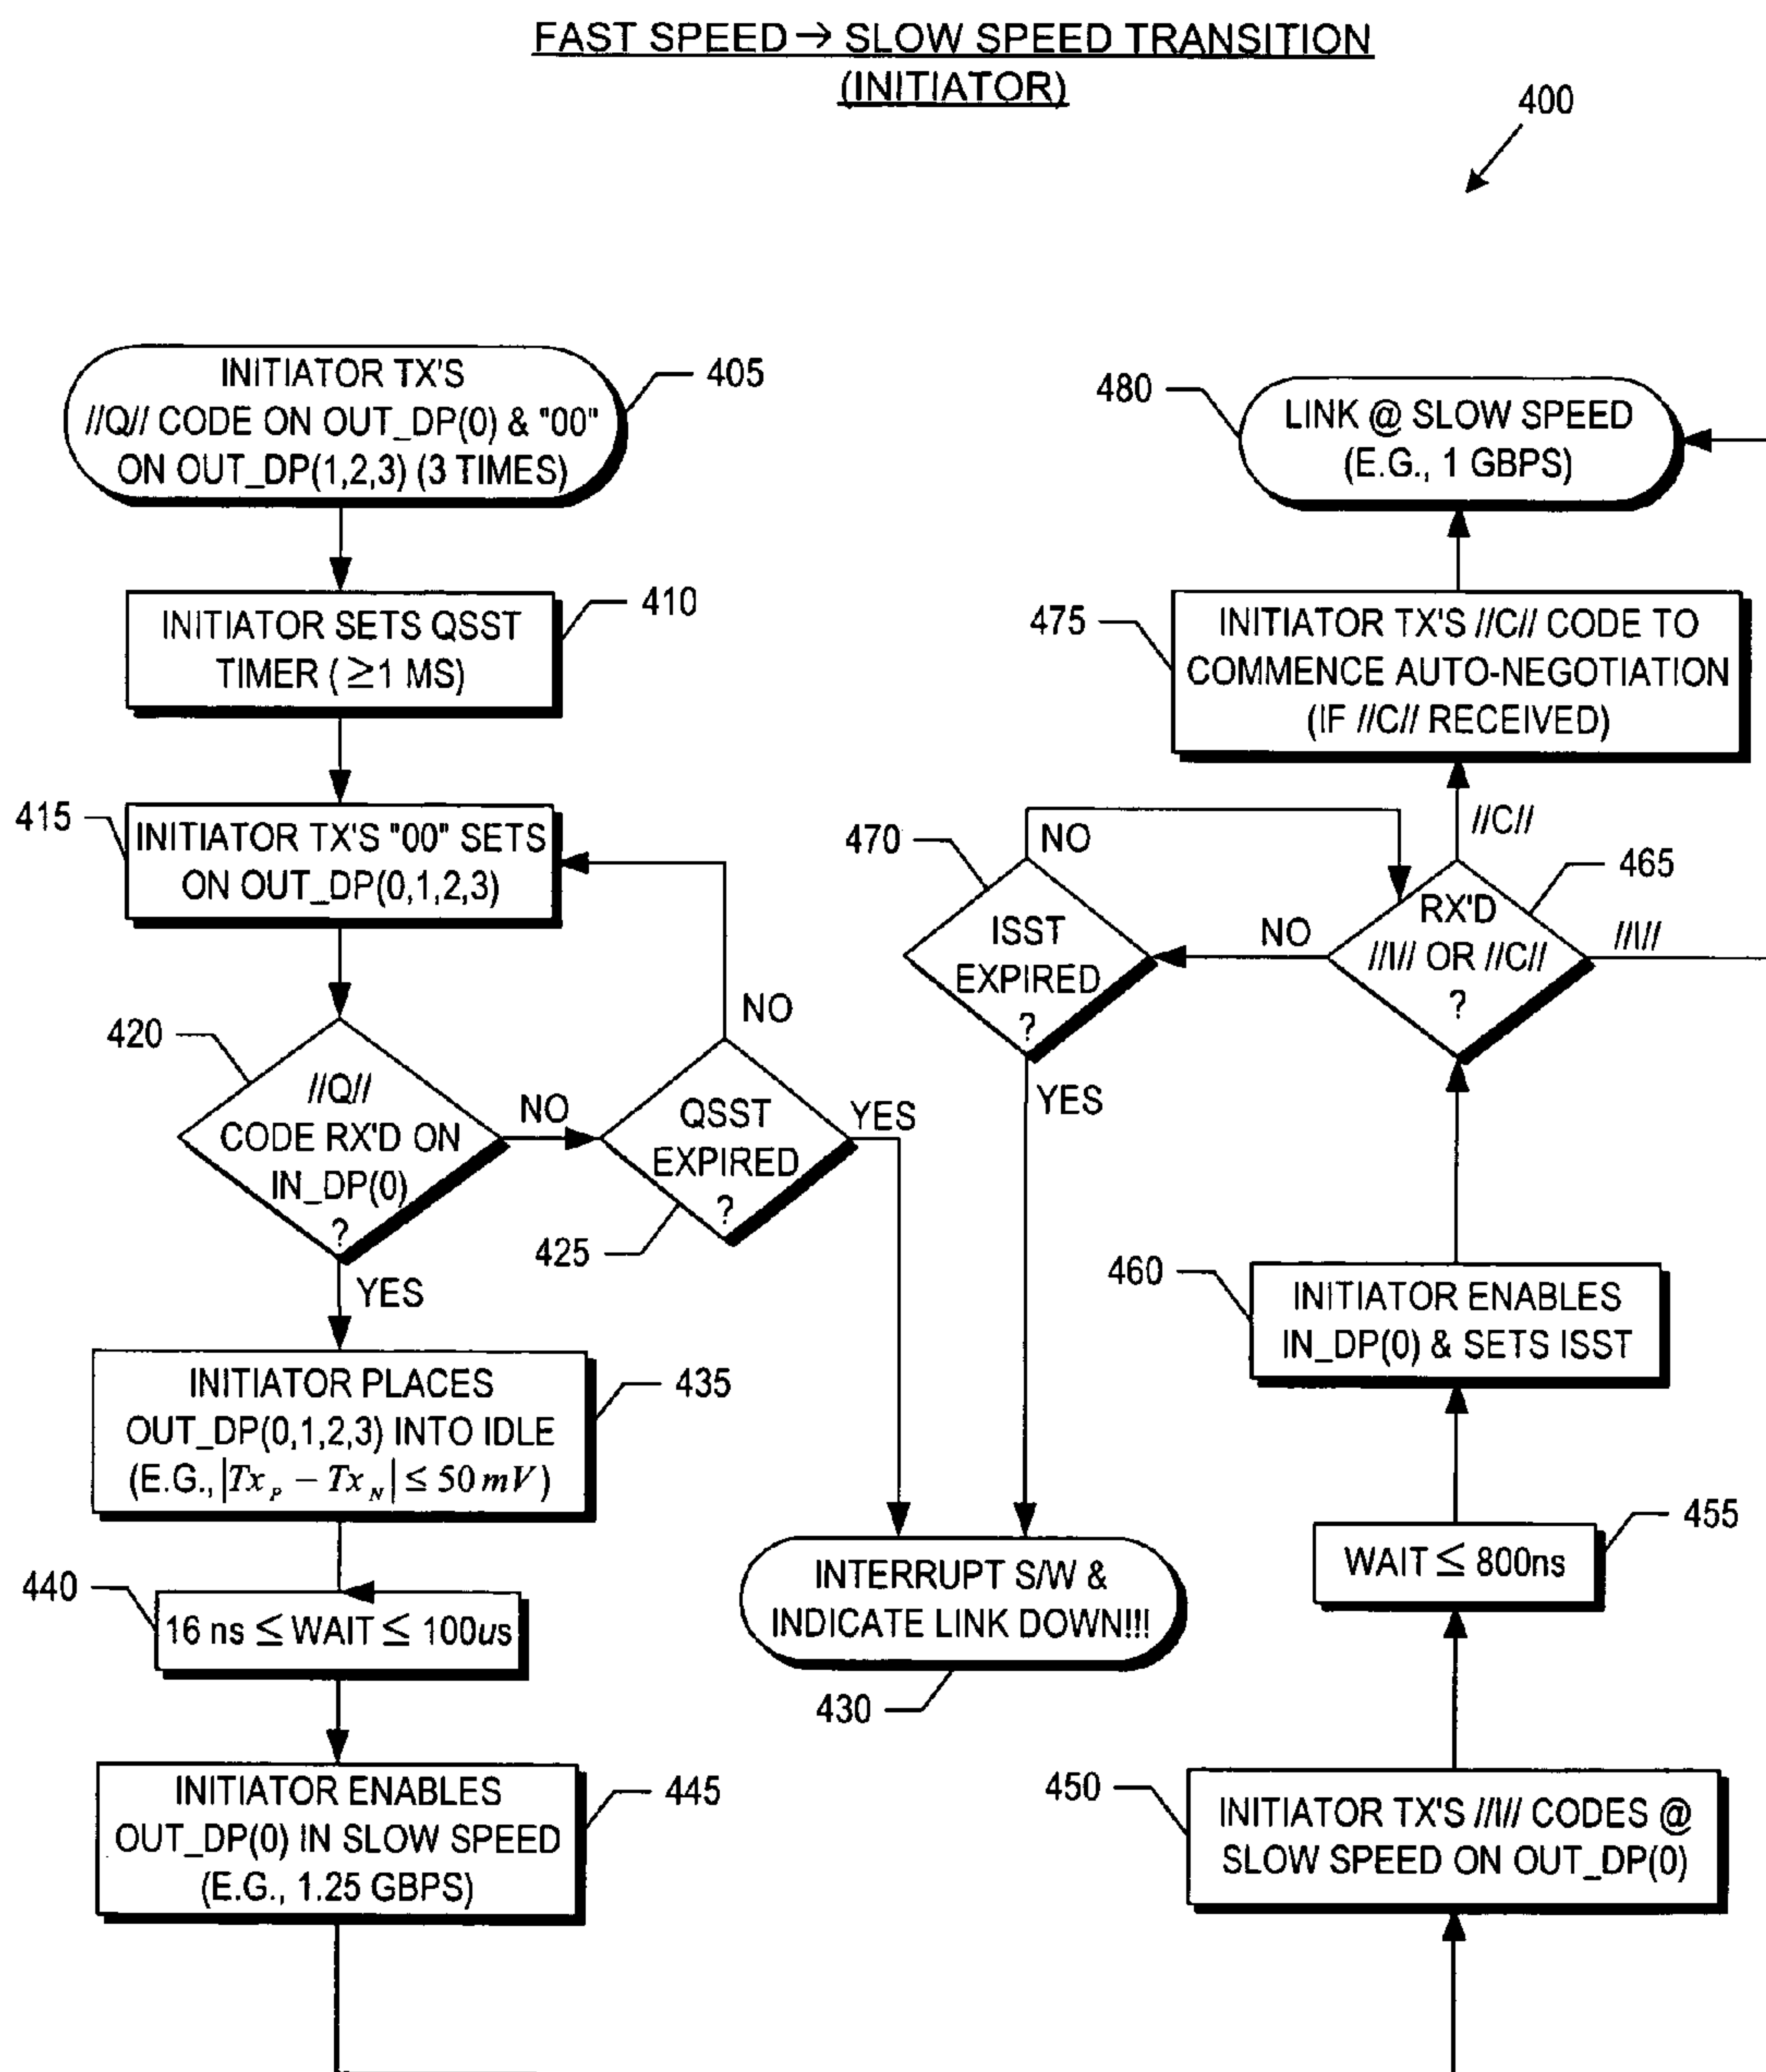 FAST SPEED → SLOW SPEED TRANSITION
(INITIATOR)
400
INITIATOR TX'S
//Q// CODE ON OUT_DP(0) & "00"
ON OUT_DP(1,2,3) (3 TIMES)
405
INITIATOR SETS QSST
TIMER ( ≥1 MS)
410
415
INITIATOR TX'S "00" SETS
ON OUT_DP(0,1,2,3)
420
//Q//
CODE RX'D ON
IN_DP(0)
?
NO
YES
QSST
EXPIRED
?
NO
YES
425
INITIATOR PLACES
OUT_DP(0,1,2,3) INTO IDLE
(E.G., |Tx_P − Tx_N| ≤ 50 mV)
435
440
16 ns ≤ WAIT ≤ 100us
INITIATOR ENABLES
OUT_DP(0) IN SLOW SPEED
(E.G., 1.25 GBPS)
445
INTERRUPT S/W &
INDICATE LINK DOWN!!!
430
480
LINK @ SLOW SPEED
(E.G., 1 GBPS)
475
INITIATOR TX'S //C// CODE TO
COMMENCE AUTO-NEGOTIATION
(IF //C// RECEIVED)
470
NO
ISST
EXPIRED
?
YES
NO
//C//
465
RX'D
//I// OR //C//
?
//I//
460
INITIATOR ENABLES
IN_DP(0) & SETS ISST
455
WAIT ≤ 800ns
450
INITIATOR TX'S //I// CODES @
SLOW SPEED ON OUT_DP(0)